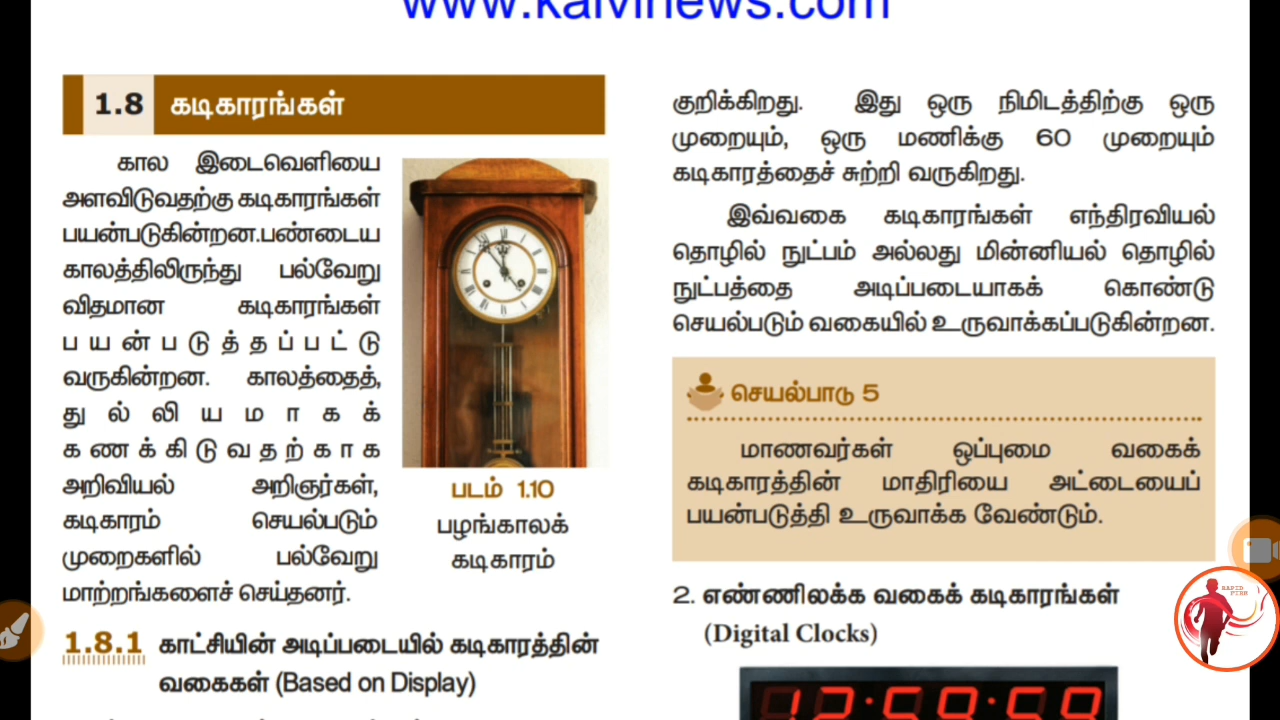 www.kalvinews.com
1.8 கடிகாரங்கள்
கால இடைவெளியை
அளவிடுவதற்கு கடிகாரங்கள்
பயன்படுகின்றன.பண்டைய
காலத்திலிருந்து பல்வேறு
விதமான கடிகாரங்கள்
பயன்படுத்தப்பட்டு
வருகின்றன. காலத்தைத்,
துல்லியமாகக்
கணக்கிடுவதற்காக
அறிவியல் அறிஞர்கள்,
கடிகாரம் செயல்படும்
முறைகளில் பல்வேறு
மாற்றங்களைச் செய்தனர்.
படம் 1.10
பழங்காலக்
கடிகாரம்
1.8.1 காட்சியின் அடிப்படையில் கடிகாரத்தின்
வகைகள் (Based on Display)
குறிக்கிறது. இது ஒரு நிமிடத்திற்கு ஒரு
முறையும், ஒரு மணிக்கு 60 முறையும்
கடிகாரத்தைச் சுற்றி வருகிறது.
இவ்வகை கடிகாரங்கள் எந்திரவியல்
தொழில் நுட்பம் அல்லது மின்னியல் தொழில்
நுட்பத்தை அடிப்படையாகக் கொண்டு
செயல்படும் வகையில் உருவாக்கப்படுகின்றன.
செயல்பாடு 5
மாணவர்கள் ஒப்புமை வகைக்
கடிகாரத்தின் மாதிரியை அட்டையைப்
பயன்படுத்தி உருவாக்க வேண்டும்.
2. எண்ணிலக்க வகைக் கடிகாரங்கள்
(Digital Clocks)
12:59:59
RAPID